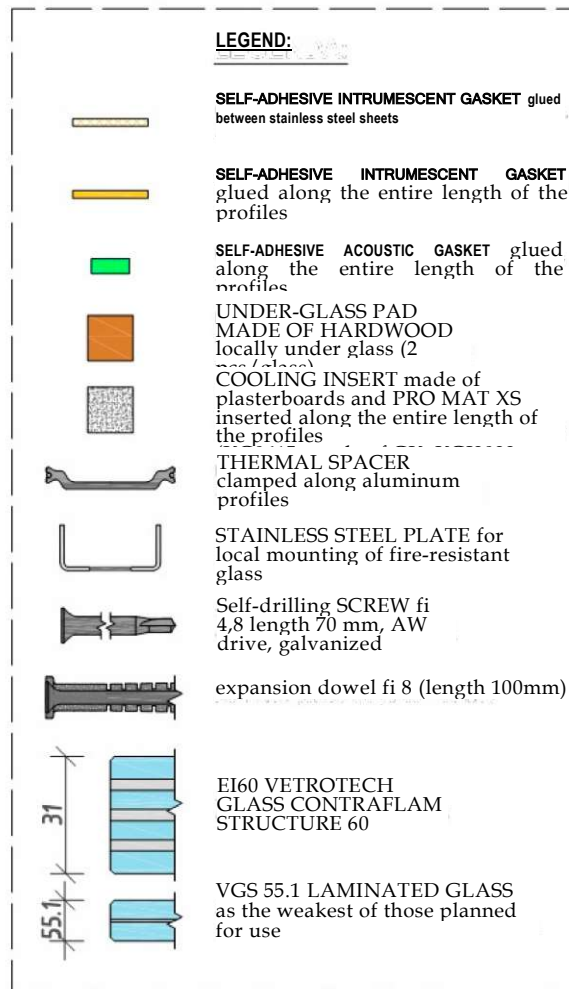 LEGEND:
SELF-ADHESIVE INTRUMESCENT GASKET glued
between stainless steel sheets
SELF-ADHESIVE INTRUMESCENT GASKET
glued along the entire length of the
profiles
SELF-ADHESIVE ACOUSTIC GASKET glued
along the entire length of the
profiles
UNDER-GLASS PAD
MADE OF HARDWOOD
locally under glass (2
pcs/glass)
COOLING INSERT made of
plasterboards and PRO MAT XS
inserted along the entire length of
the profiles
THERMAL SPACER
clamped along aluminum
profiles
STAINLESS STEEL PLATE for
local mounting of fire-resistant
glass
Self-drilling SCREW fi
4,8 length 70 mm, AW
drive, galvanized
expansion dowel fi 8 (length 100mm)
31
EI60 VETROTECH
GLASS CONTRAFLAM
STRUCTURE 60
55.1
VGS 55.1 LAMINATED GLASS
as the weakest of those planned
for use